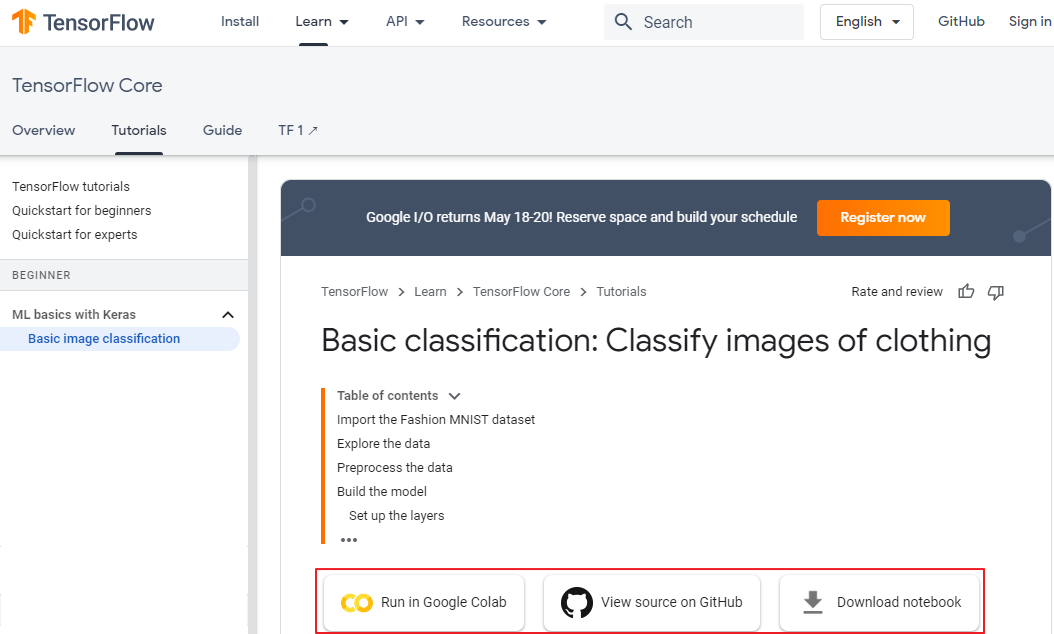 TensorFlow Install Learn API Resources Search English GitHub Sign in
TensorFlow Core
Overview Tutorials Guide TF 1 ↗
TensorFlow tutorials
Quickstart for beginners
Quickstart for experts
BEGINNER
ML basics with Keras
Basic image classification
Google I/O returns May 18-20! Reserve space and build your schedule Register now
TensorFlow > Learn > TensorFlow Core > Tutorials Rate and review
Basic classification: Classify images of clothing
Table of contents
Import the Fashion MNIST dataset
Explore the data
Preprocess the data
Build the model
Set up the layers
•••
Run in Google Colab View source on GitHub Download notebook